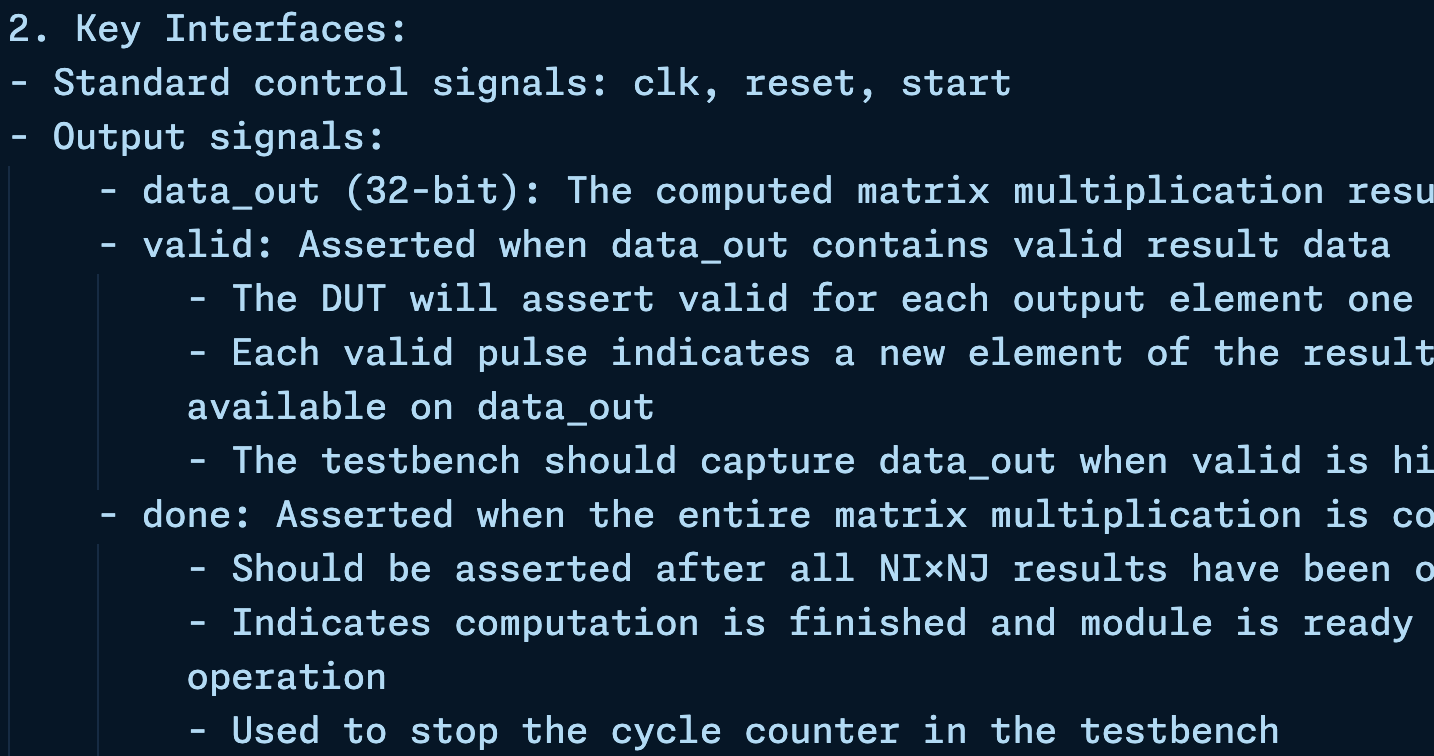 2. Key Interfaces:
- Standard control signals: clk, reset, start
- Output signals:
- data_out (32-bit): The computed matrix multiplication
- valid: Asserted when data_out contains valid result data
- The DUT will assert valid for each output element one
- Each valid pulse indicates a new element of the result
available on data_out
- The testbench should capture data_out when valid is
- done: Asserted when the entire matrix multiplication is
- Should be asserted after all NI×NJ results have been
- Indicates computation is finished and module is ready
operation
- Used to stop the cycle counter in the testbench